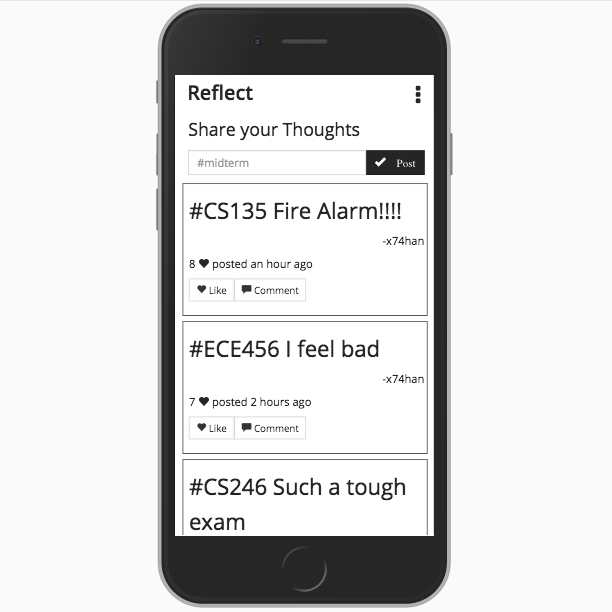 Reflect
Share your Thoughts
#midterm
Post
#CS135 Fire Alarm!!!!
-x74han
8 posted an hour ago
Like Comment
#ECE456 I feel bad
-x74han
7 posted 2 hours ago
Like Comment
#CS246 Such a tough
exam